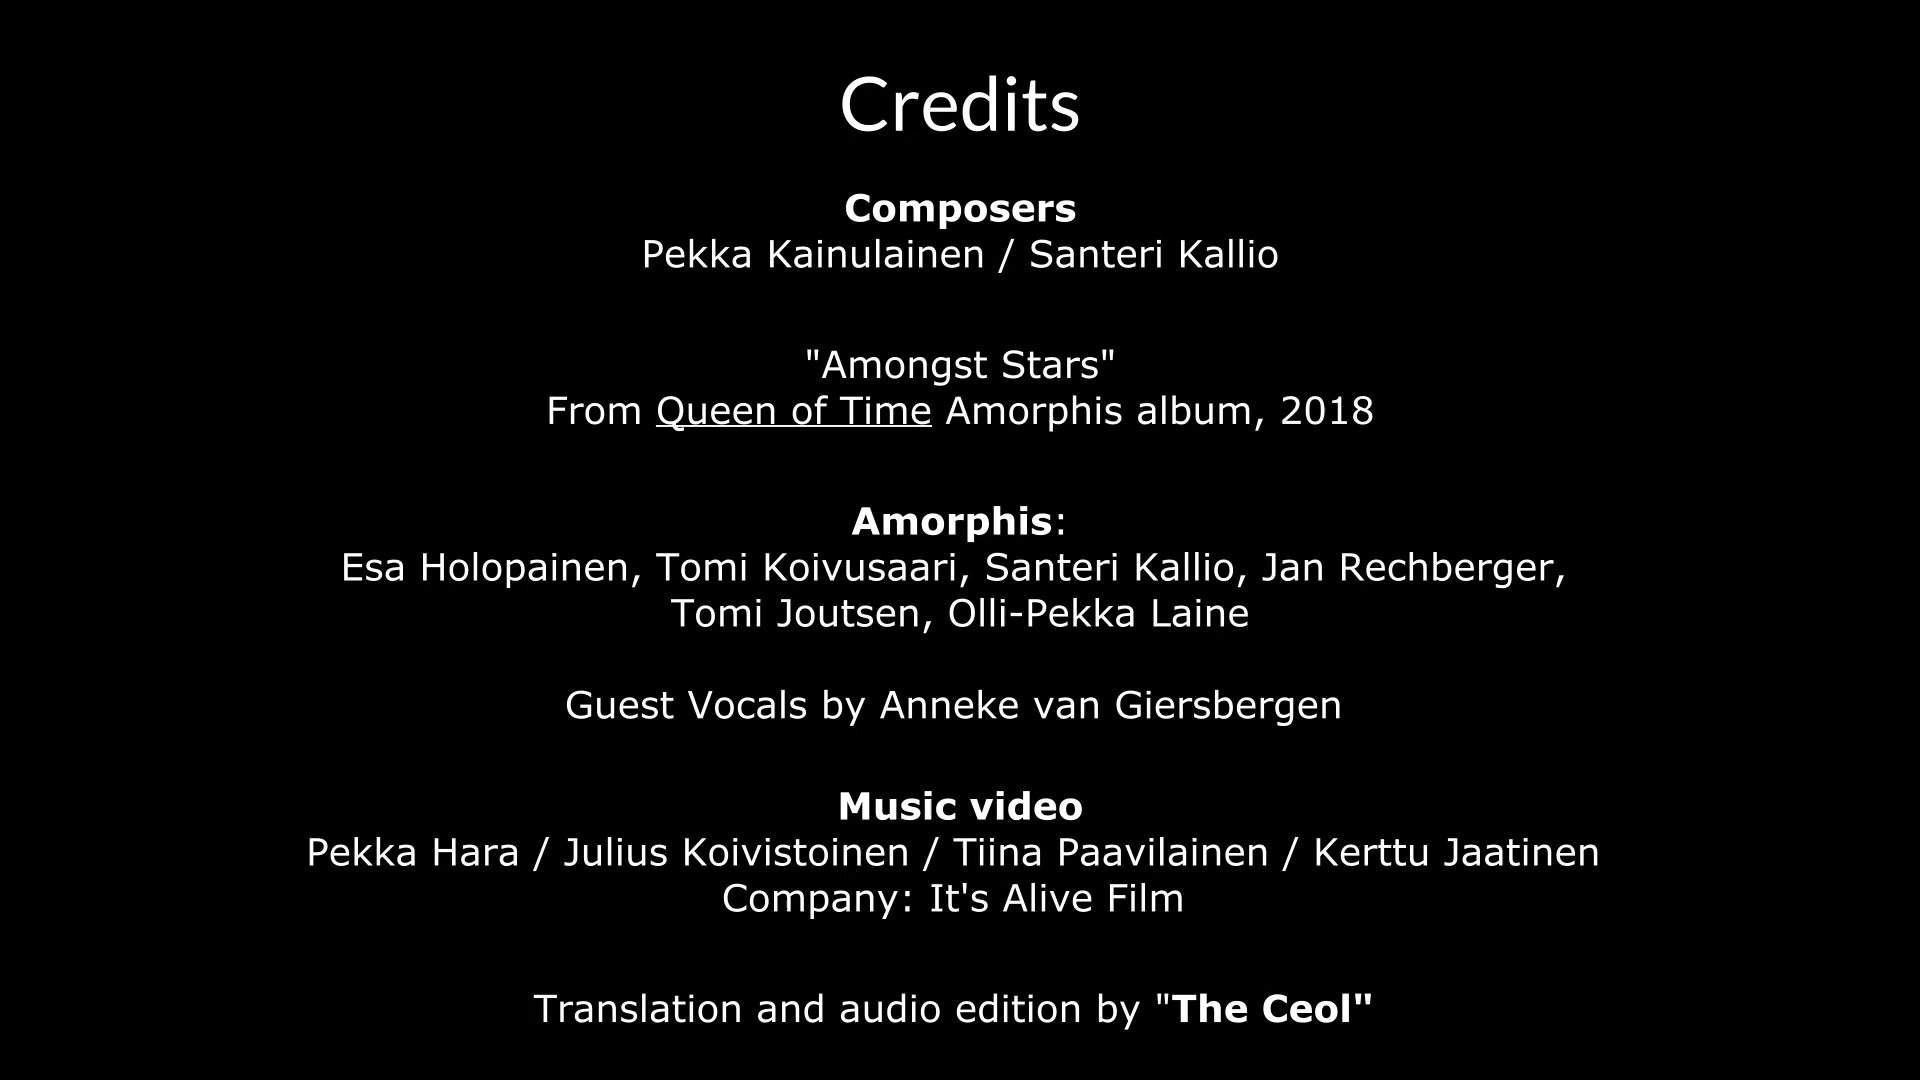 Credits
Composers
Pekka Kainulainen / Santeri Kallio
"Amongst Stars"
From Queen of Time Amorphis album, 2018
Amorphis:
Esa Holopainen, Tomi Koivusaari, Santeri Kallio, Jan Rechberger,
Tomi Joutsen, Olli-Pekka Laine
Guest Vocals by Anneke van Giersbergen
Music video
Pekka Hara / Julius Koivistoinen / Tiina Paavilainen / Kerttu Jaatinen
Company: It's Alive Film
Translation and audio edition by "The Ceol"